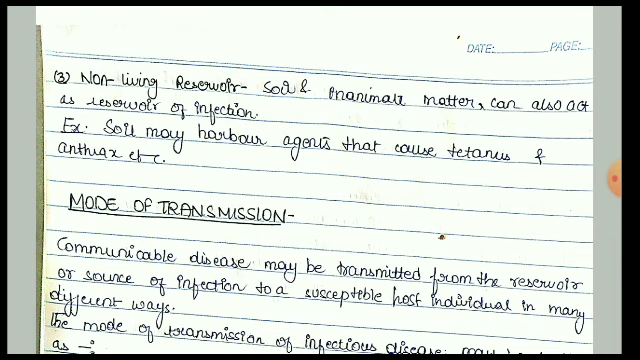 DATE: PAGE:
(3) Non-living Reservoir- Soil & inanimate matter, can also act
as reservoir of infection.
Ex. Soil may harbour agents that cause tetanus &
anthrax etc.
MODE OF TRANSMISSION-
Communicable disease may be transmitted from the reservoir
or source of infection to a susceptible host individual in many
different ways.
The mode of transmission of infectious disease may
as -: